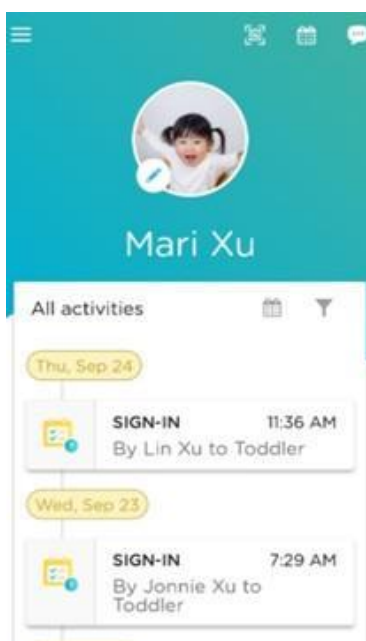 Mari Xu
All activities
Thu, Sep 24
SIGN-IN 11:36 AM
By Lin Xu to Toddler
Wed, Sep 23
SIGN-IN 7:29 AM
By Jonnie Xu to
Toddler